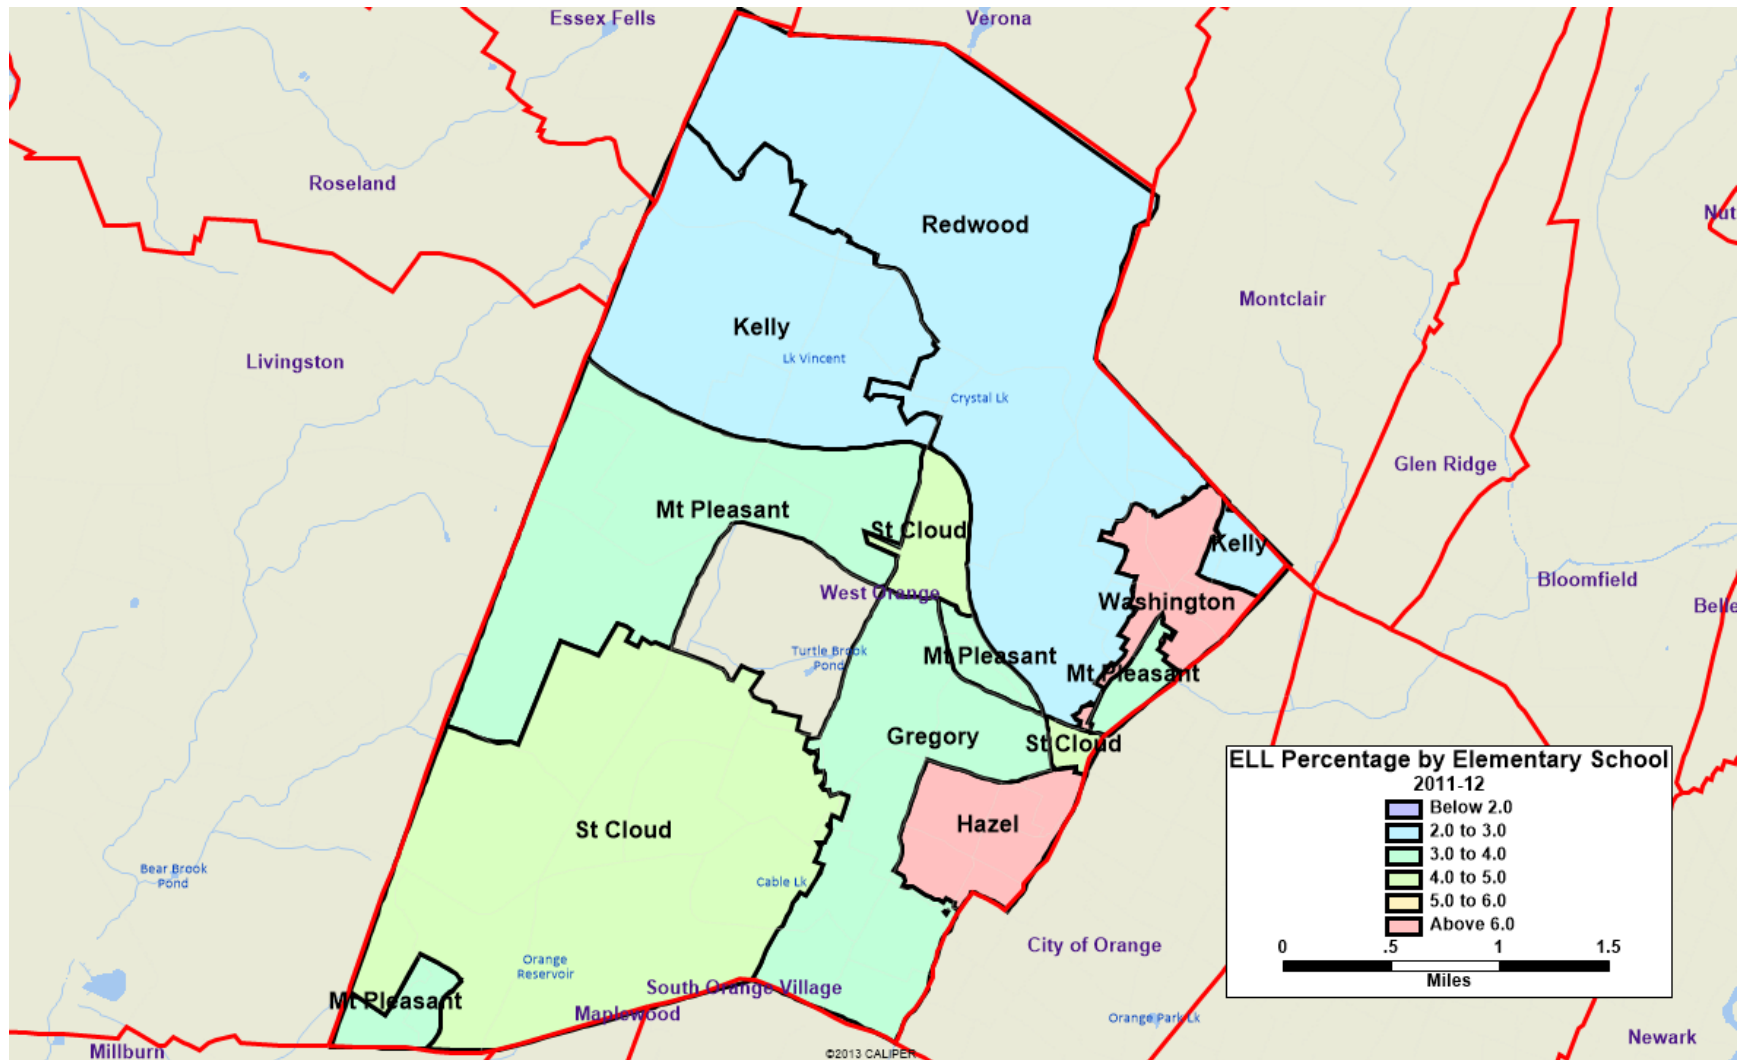 Essex Fells
Verona
Roseland
Nut
Redwood
Montclair
Kelly
Lk Vincent
Livingston
Crystal Lk
Glen Ridge
Mt Pleasant
St Cloud
Kelly
Bloomfield
West Orange
Washington
Belle
Turtle Brook
Pond
Mt Pleasant
Mt Pleasant
Gregory
St Cloud
ELL Percentage by Elementary School
2011-12
Below 2.0
2.0 to 3.0
3.0 to 4.0
4.0 to 5.0
5.0 to 6.0
Above 6.0
0 .5 1 1.5
Miles
St Cloud
Hazel
Bear Brook
Pond
Cable Lk
City of Orange
Orange
Reservoir
South Orange Village
Mt Pleasant
Maplewood
Orange Park Lk
Newark
Millburn
©2013 CALIPER